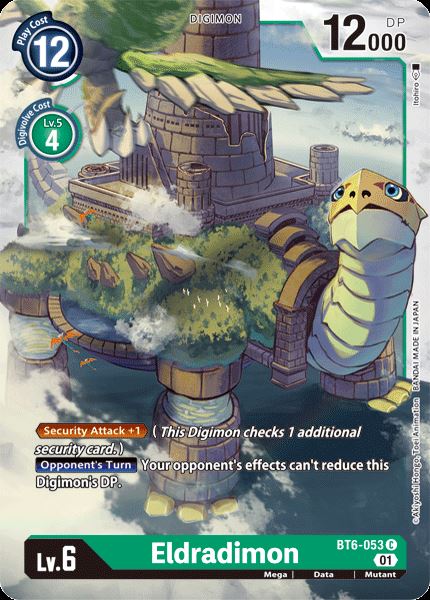 DIGIMON
Play Cost
12
DP
12000
Itohiro
Digivolve Cost
Lv.5
4
Security Attack +1 (This Digimon checks 1 additional
security card.)
Opponent's Turn Your opponent's effects can't reduce this
Digimon's DP.
©Akiyoshi Hongo, Toei Animation BANDAI MADE IN JAPAN
Lv.6
Eldradimon
BT6-053 C
01
Mega | Data | Mutant